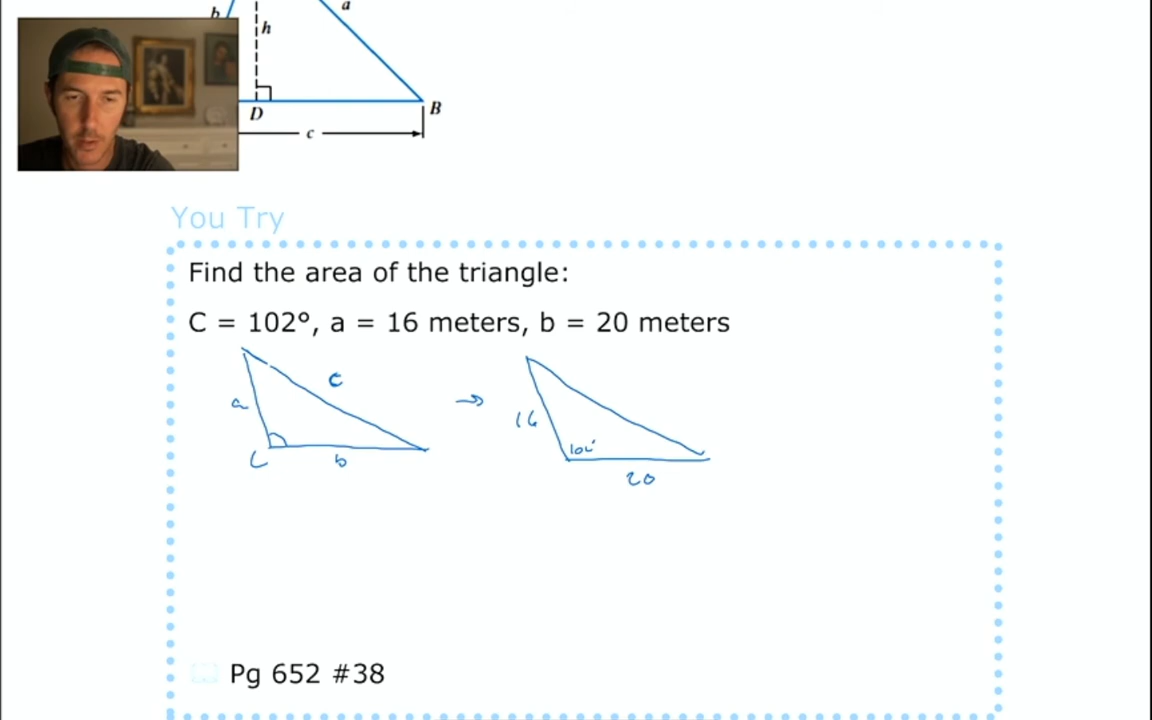 b
h
a
D
B
c
You Try
Find the area of the triangle:
C = 102°, a = 16 meters, b = 20 meters
c
a
C
b
16
20
Pg 652 #38